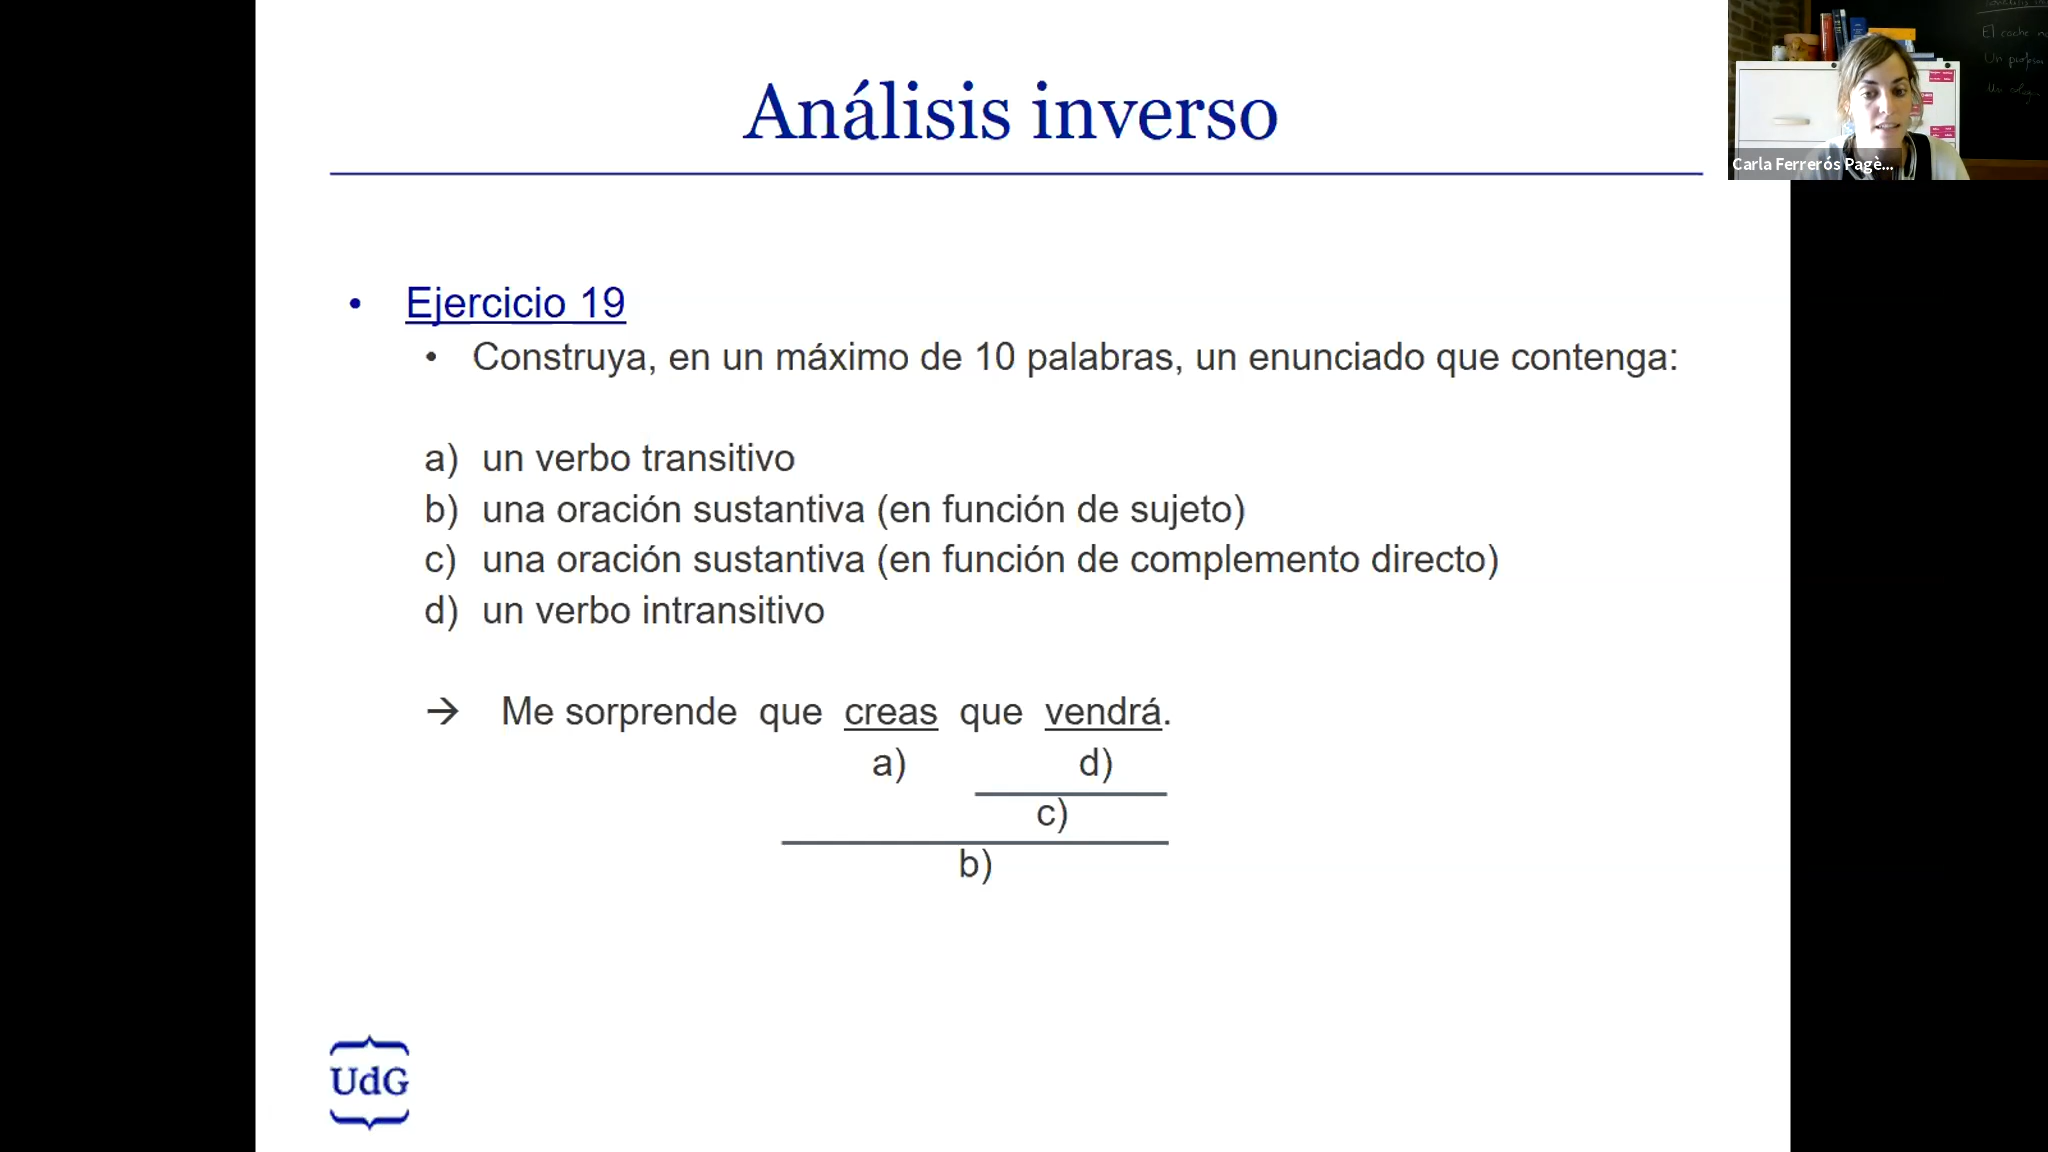 Análisis inverso
Carla Ferrerós Pagè...
El coche
• Ejercicio 19
• Construya, en un máximo de 10 palabras, un enunciado que contenga:
a) un verbo transitivo
b) una oración sustantiva (en función de sujeto)
c) una oración sustantiva (en función de complemento directo)
d) un verbo intransitivo
→ Me sorprende que creas que vendrá.
a) d)
c)
b)
UdG